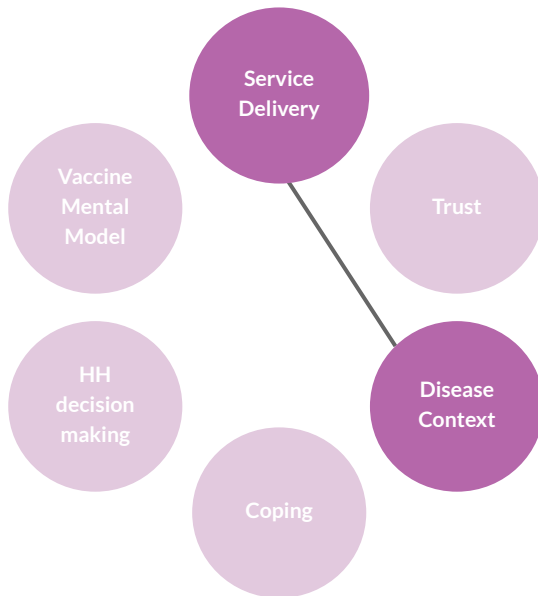 Service
Delivery
Vaccine
Mental
Model
Trust
HH
decision
making
Disease
Context
Coping